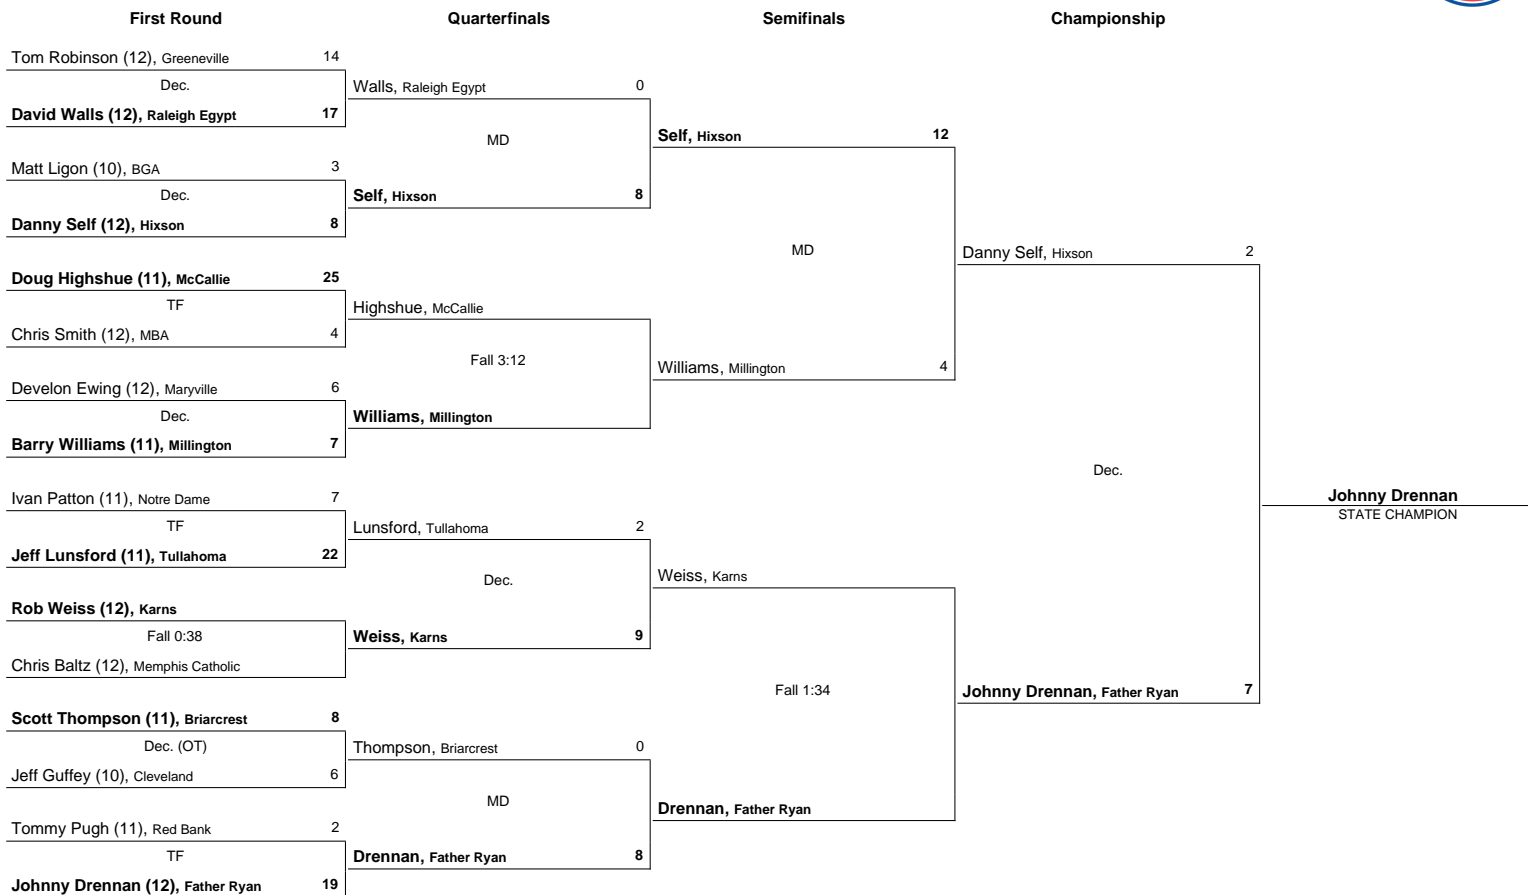 First Round Quarterfinals Semifinals Championship
Tom Robinson (12), Greeneville 14
Dec.
David Walls (12), Raleigh Egypt 17
Matt Ligon (10), BGA 3
Dec.
Danny Self (12), Hixson 8
Doug Highshue (11), McCallie 25
TF
Chris Smith (12), MBA 4
Develon Ewing (12), Maryville 6
Dec.
Barry Williams (11), Millington 7
Ivan Patton (11), Notre Dame 7
TF
Jeff Lunsford (11), Tullahoma 22
Rob Weiss (12), Karns
Fall 0:38
Chris Baltz (12), Memphis Catholic
Scott Thompson (11), Briarcrest 8
Dec. (OT)
Jeff Guffey (10), Cleveland 6
Tommy Pugh (11), Red Bank 2
TF
Johnny Drennan (12), Father Ryan 19
Walls, Raleigh Egypt 0
MD
Self, Hixson 8
Highshue, McCallie
Fall 3:12
Williams, Millington
Lunsford, Tullahoma 2
Dec.
Weiss, Karns 9
Thompson, Briarcrest 0
MD
Drennan, Father Ryan 8
Self, Hixson 12
MD
Williams, Millington 4
Weiss, Karns
Fall 1:34
Drennan, Father Ryan
Danny Self, Hixson 2
Dec.
Johnny Drennan, Father Ryan 7
Johnny Drennan
STATE CHAMPION